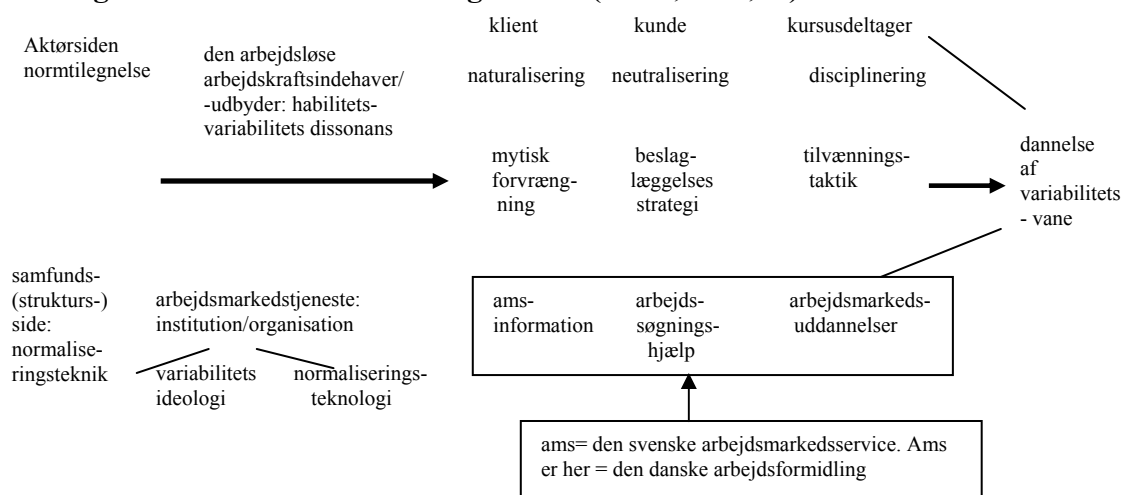 klient kunde kursusdeltager
Aktørsiden
normtilegnelse
den arbejdsløse
arbejdskraftsindehaver/
-udbyder: habilitets-
variabilitets dissonans
naturalisering neutralisering disciplinering
mytisk
forvræng-
ning
beslag-
læggelses
strategi
tilvænnings-
taktik
dannelse
af
variabilitets
- vane
samfunds-
(strukturs-)
side:
normalise-
ringsteknik
arbejdsmarkedstjeneste:
institution/organisation
variabilitets
ideologi
normaliserings-
teknologi
ams-
information
arbejds-
søgnings-
hjælp
arbejdsmarkeds-
uddannelser
ams= den svenske arbejdsmarkedsservice. Ams
er her = den danske arbejdsformidling